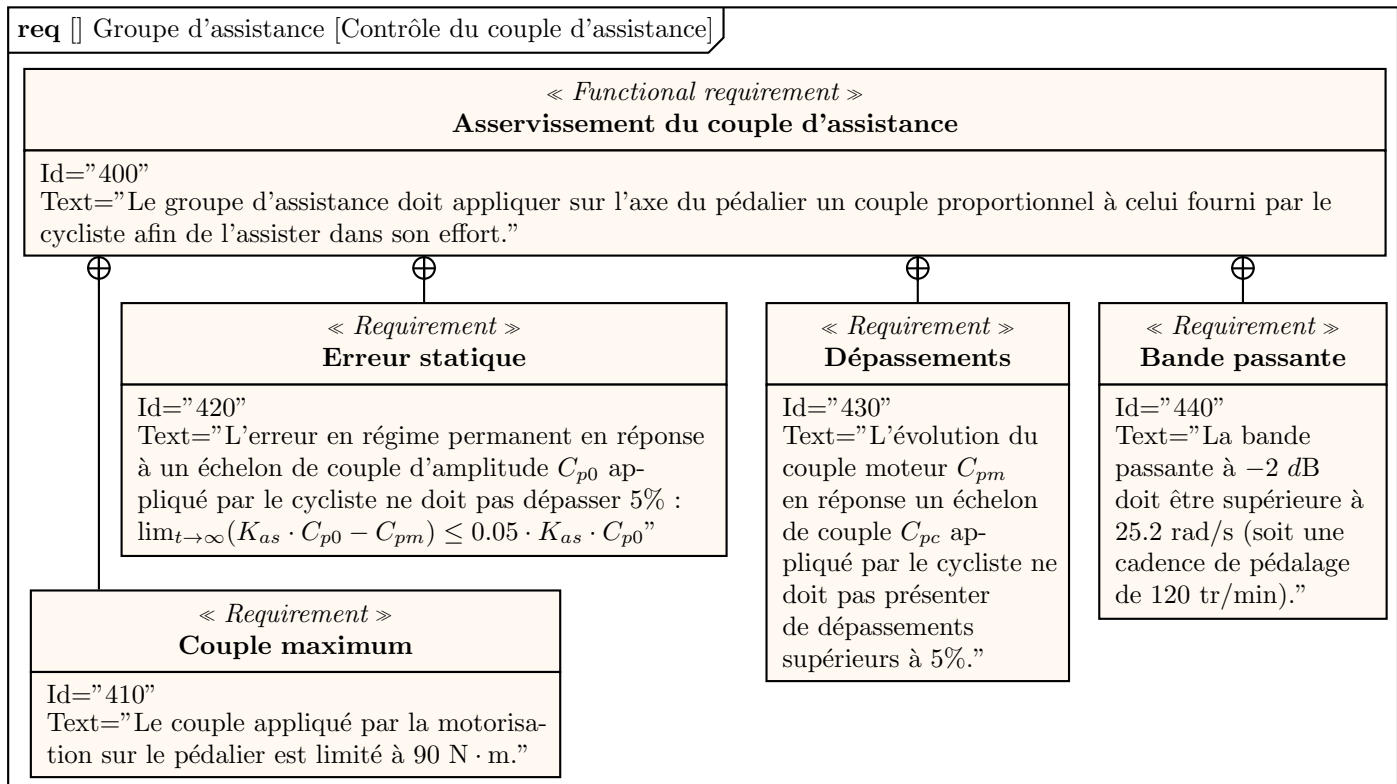 req [] Groupe d'assistance [Contrôle du couple d'assistance]
≪ Functional requirement ≫
Asservissement du couple d'assistance
Id="400"
Text="Le groupe d'assistance doit appliquer sur l'axe du pédalier un couple proportionnel à celui fourni par le
cycliste afin de l'assister dans son effort."
≪ Requirement ≫
Erreur statique
Id="420"
Text="L'erreur en régime permanent en réponse
à un échelon de couple d'amplitude C_{p0} ap-
pliqué par le cycliste ne doit pas dépasser 5% :
lim_{t→∞}(K_{as} · C_{p0} − C_{pm}) ≤ 0.05 · K_{as} · C_{p0}"
≪ Requirement ≫
Dépassements
Id="430"
Text="L'évolution du
couple moteur C_{pm}
en réponse un échelon
de couple C_{pc} ap-
pliqué par le cycliste ne
doit pas présenter
de dépassements
supérieurs à 5%."
≪ Requirement ≫
Bande passante
Id="440"
Text="La bande
passante à −2 dB
doit être supérieure à
25.2 rad/s (soit une
cadence de pédalage
de 120 tr/min)."
≪ Requirement ≫
Couple maximum
Id="410"
Text="Le couple appliqué par la motorisa-
tion sur le pédalier est limité à 90 N · m."